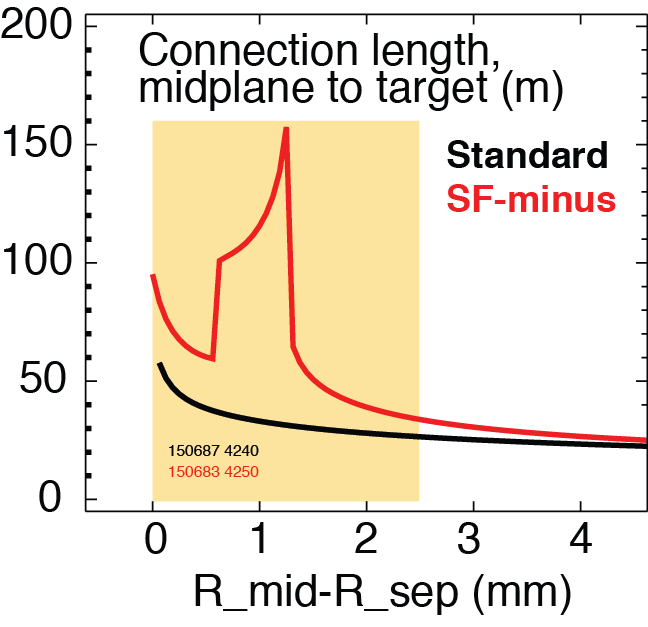 200
Connection length,
midplane to target (m)
150
Standard
SF-minus
100
50
150687 4240
150683 4250
0
0 1 2 3 4
R_mid-R_sep (mm)